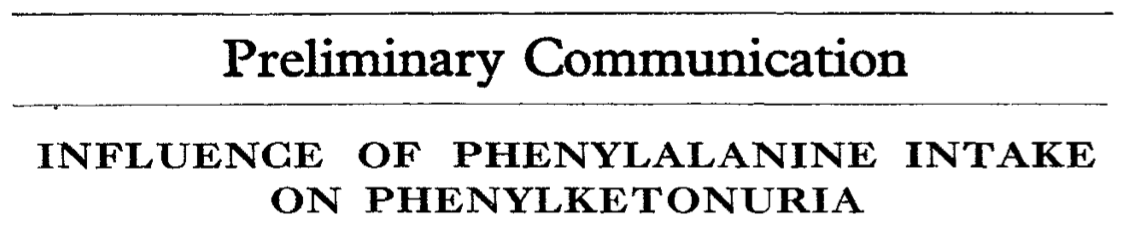 Preliminary Communication
INFLUENCE OF PHENYLALANINE INTAKE
ON PHENYLKETONURIA